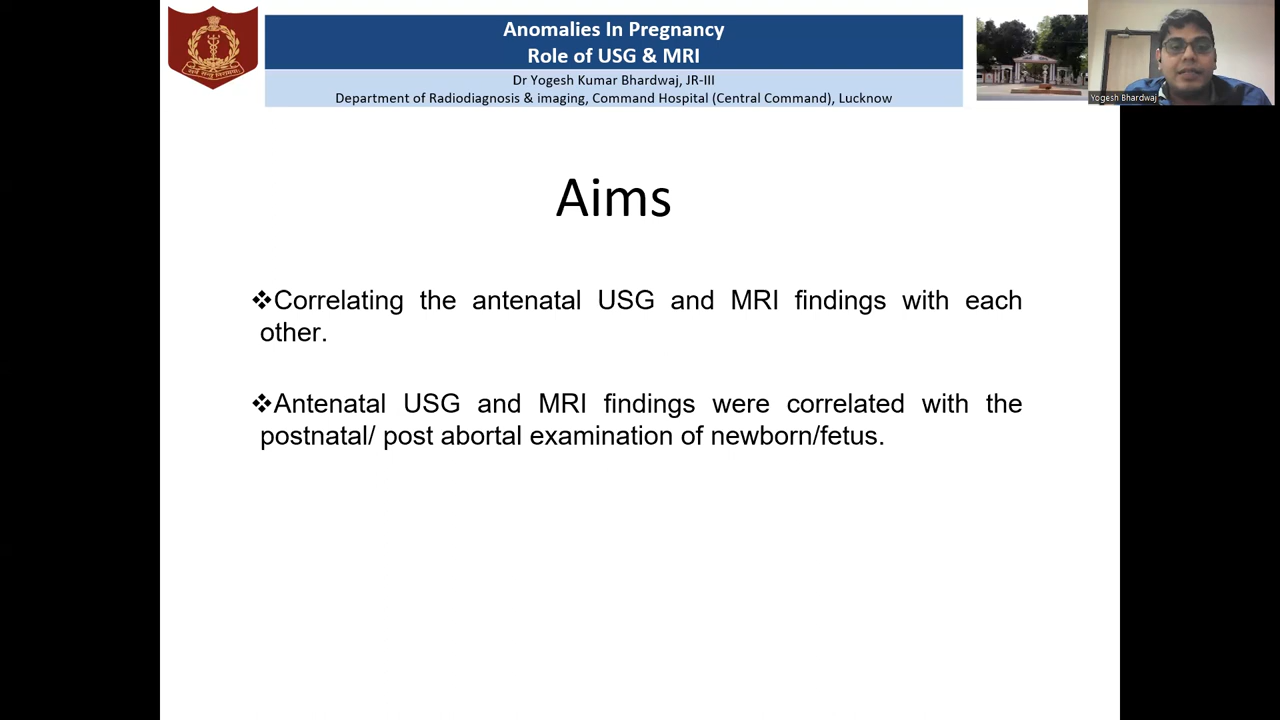 Anomalies In Pregnancy
Role of USG & MRI
Dr Yogesh Kumar Bhardwaj, JR-III
Department of Radiodiagnosis & imaging, Command Hospital (Central Command), Lucknow
Yogesh Bhardwaj
Aims
❖Correlating the antenatal USG and MRI findings with each
other.
❖Antenatal USG and MRI findings were correlated with the
postnatal/ post abortal examination of newborn/fetus.